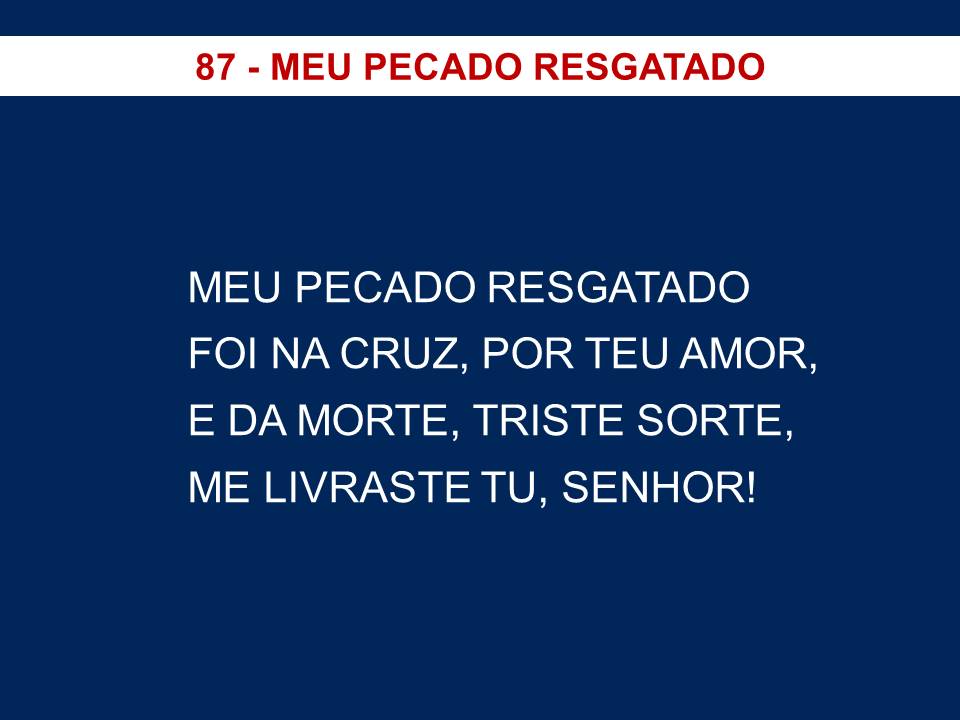 87 - MEU PECADO RESGATADO
MEU PECADO RESGATADO
FOI NA CRUZ, POR TEU AMOR,
E DA MORTE, TRISTE SORTE,
ME LIVRASTE TU, SENHOR!